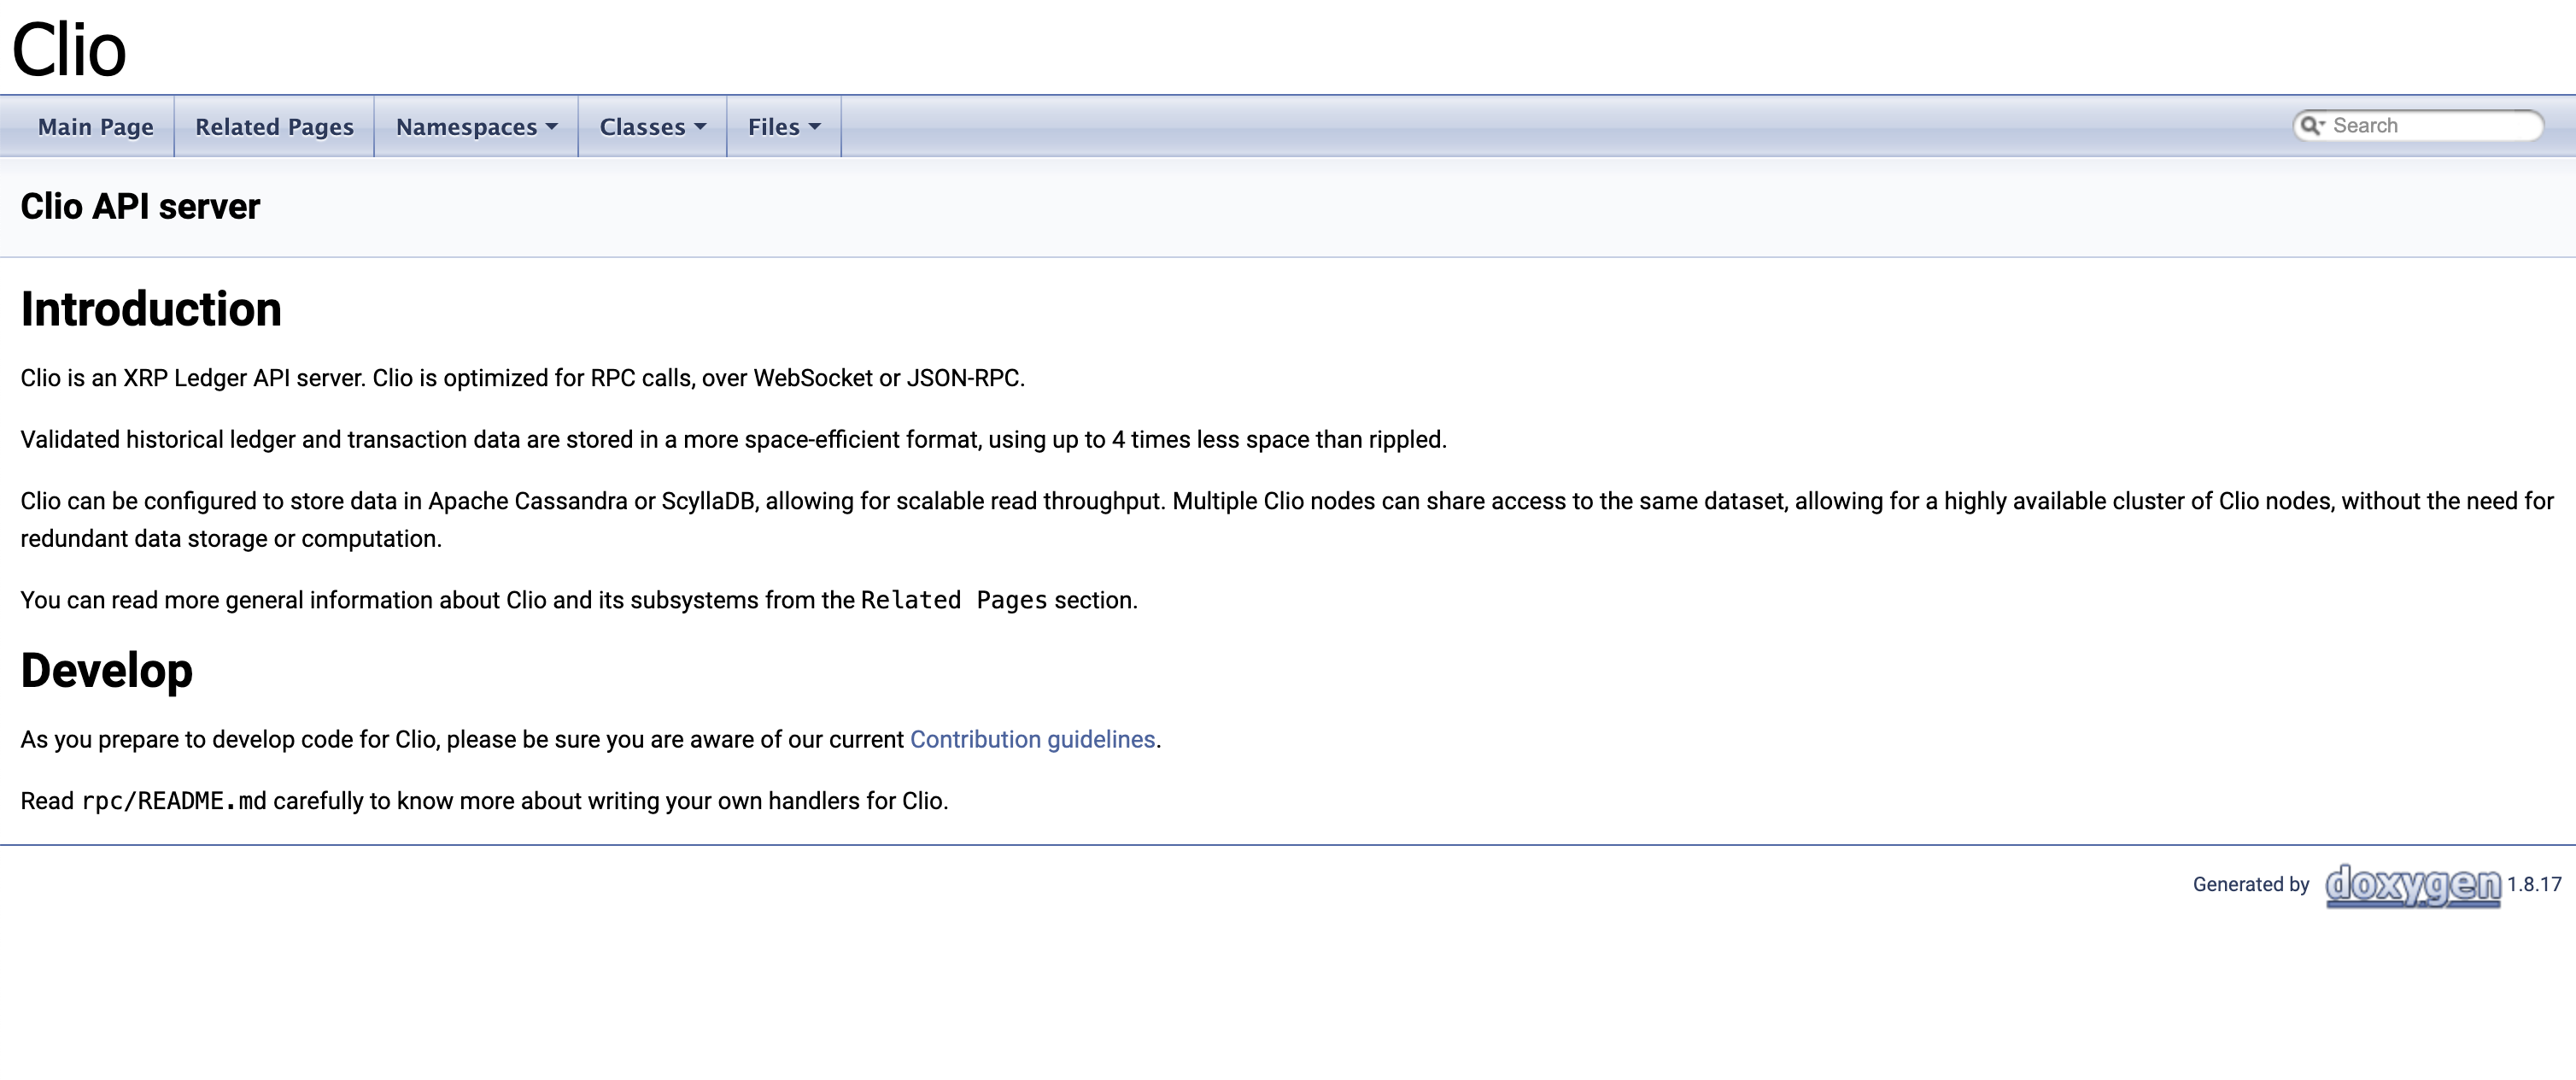 Clio
Main Page
Related Pages
Namespaces
Classes
Files
Search
Clio API server
Introduction
Clio is an XRP Ledger API server. Clio is optimized for RPC calls, over WebSocket or JSON-RPC.
Validated historical ledger and transaction data are stored in a more space-efficient format, using up to 4 times less space than rippled.
Clio can be configured to store data in Apache Cassandra or ScyllaDB, allowing for scalable read throughput. Multiple Clio nodes can share access to the same dataset, allowing for a highly available cluster of Clio nodes, without the need for
redundant data storage or computation.
You can read more general information about Clio and its subsystems from the Related Pages section.
Develop
As you prepare to develop code for Clio, please be sure you are aware of our current Contribution guidelines.
Read rpc/README.md carefully to know more about writing your own handlers for Clio.
Generated by doxygen 1.8.17